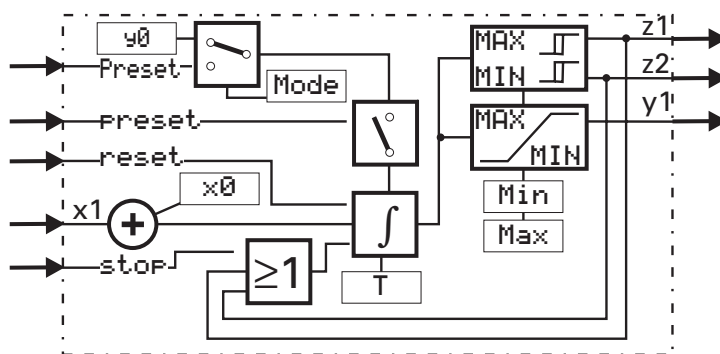 y0
Preset
Mode
preset
reset
x0
x1
stop
≥1
∫
T
MAX
MIN
MAX
MIN
Min
Max
z1
z2
y1